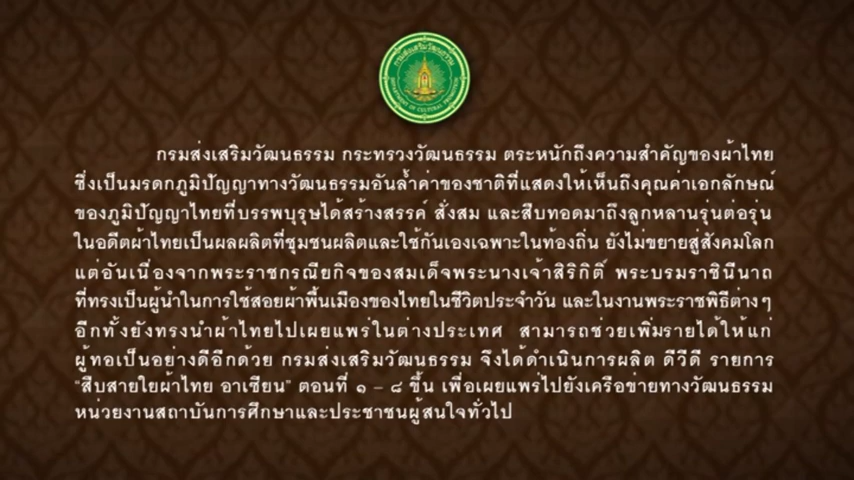 กรมส่งเสริมวัฒนธรรม
DEPARTMENT OF CULTURAL PROMOTION
กรมส่งเสริมวัฒนธรรม กระทรวงวัฒนธรรม ตระหนักถึงความสำคัญของผ้าไทย
ซึ่งเป็นมรดกภูมิปัญญาทางวัฒนธรรมอันล้ำค่าของชาติที่แสดงให้เห็นถึงคุณค่าเอกลักษณ์
ของภูมิปัญญาไทยที่บรรพบุรุษได้สร้างสรรค์ สั่งสม และสืบทอดมาถึงลูกหลานรุ่นต่อรุ่น
ในอดีตผ้าไทยเป็นผลผลิตที่ชุมชนผลิตและใช้กันเองเฉพาะในท้องถิ่น ยังไม่ขยายสู่สังคมโลก
แต่อันเนื่องจากพระราชกรณียกิจของสมเด็จพระนางเจ้าสิริกิติ์ พระบรมราชินีนาถ
ที่ทรงเป็นผู้นำในการใช้สอยผ้าพื้นเมืองของไทยในชีวิตประจำวัน และในงานพระราชพิธีต่างๆ
อีกทั้งยังทรงนำผ้าไทยไปเผยแพร่ในต่างประเทศ สามารถช่วยเพิ่มรายได้ให้แก่
ผู้ทอเป็นอย่างดีอีกด้วย กรมส่งเสริมวัฒนธรรม จึงได้ดำเนินการผลิต ดีวีดี รายการ
"สืบสายใยผ้าไทย อาเซียน" ตอนที่ ๑ – ๘ ขึ้น เพื่อเผยแพร่ไปยังเครือข่ายทางวัฒนธรรม
หน่วยงานสถาบันการศึกษาและประชาชนผู้สนใจทั่วไป